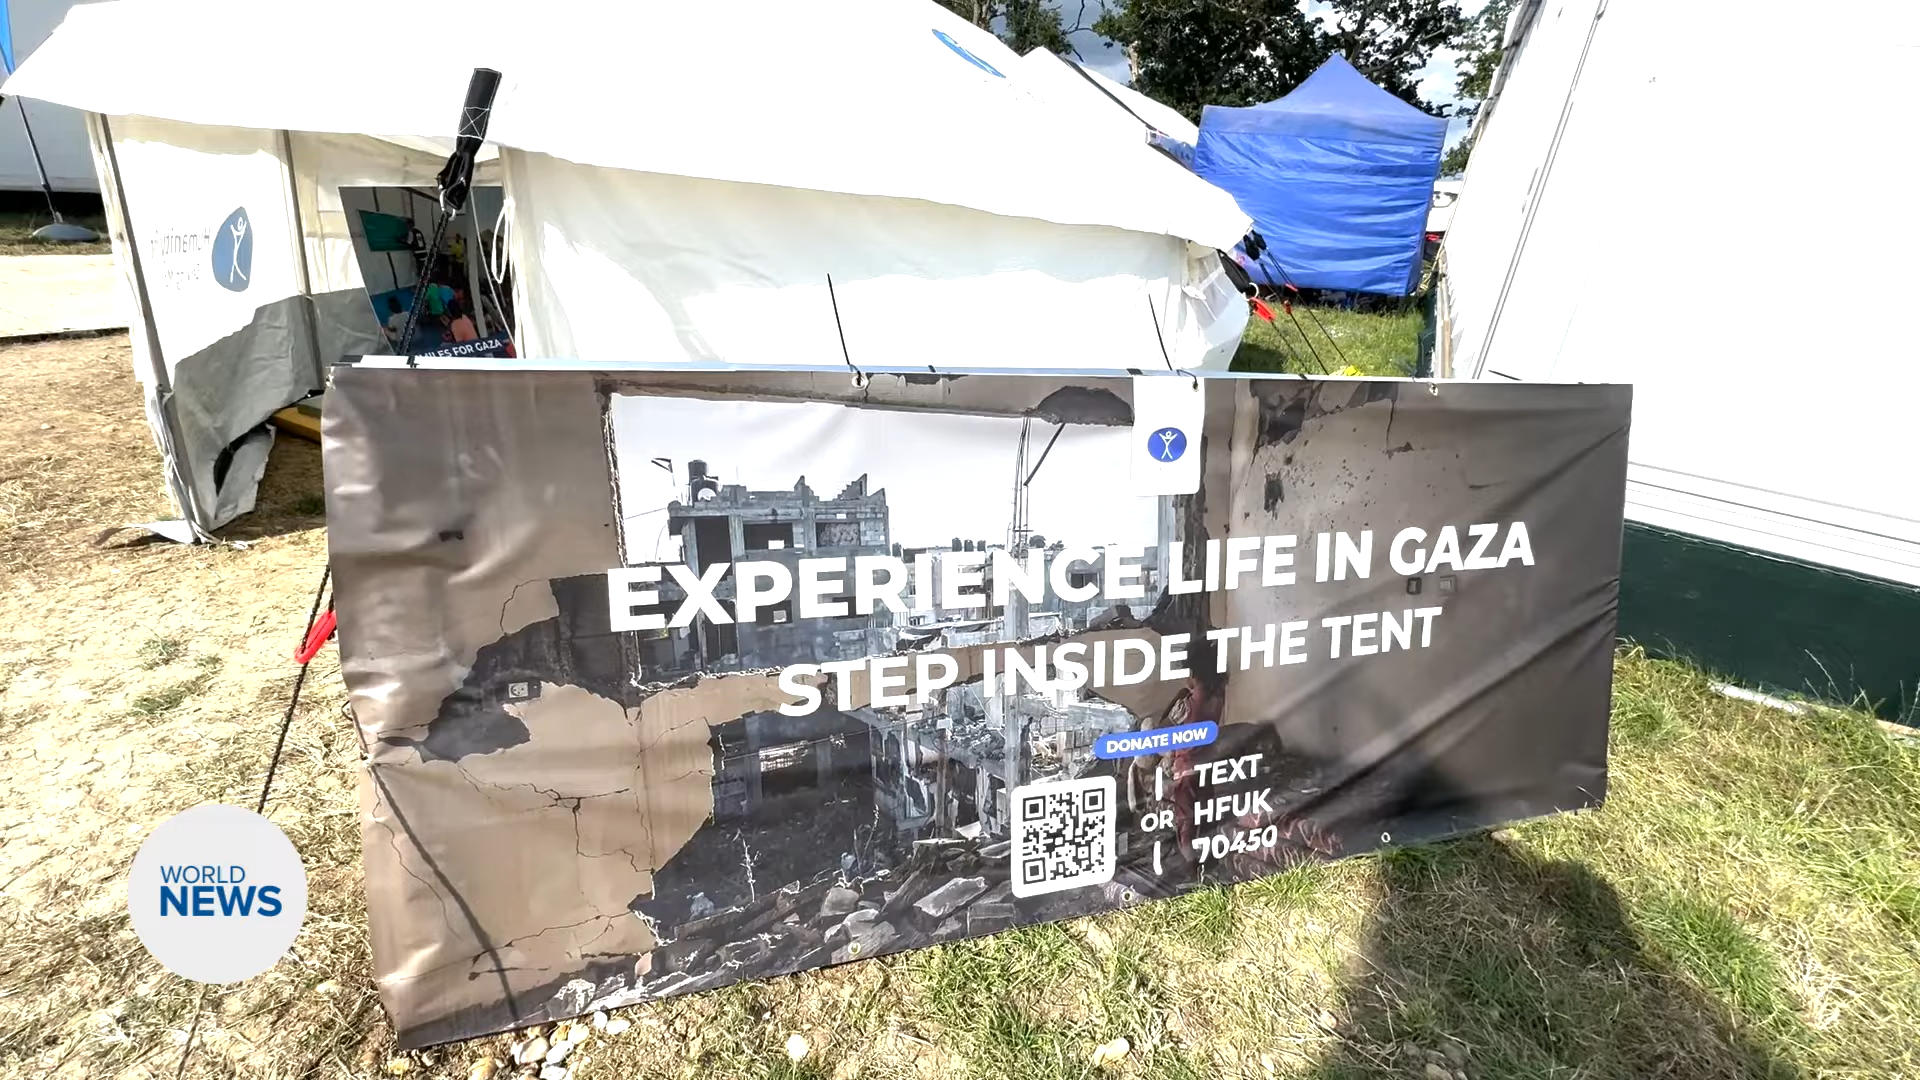 MILES FOR GAZA
EXPERIENCE LIFE IN GAZA
STEP INSIDE THE TENT
DONATE NOW
OR
TEXT
HFUK
70450
WORLD
NEWS